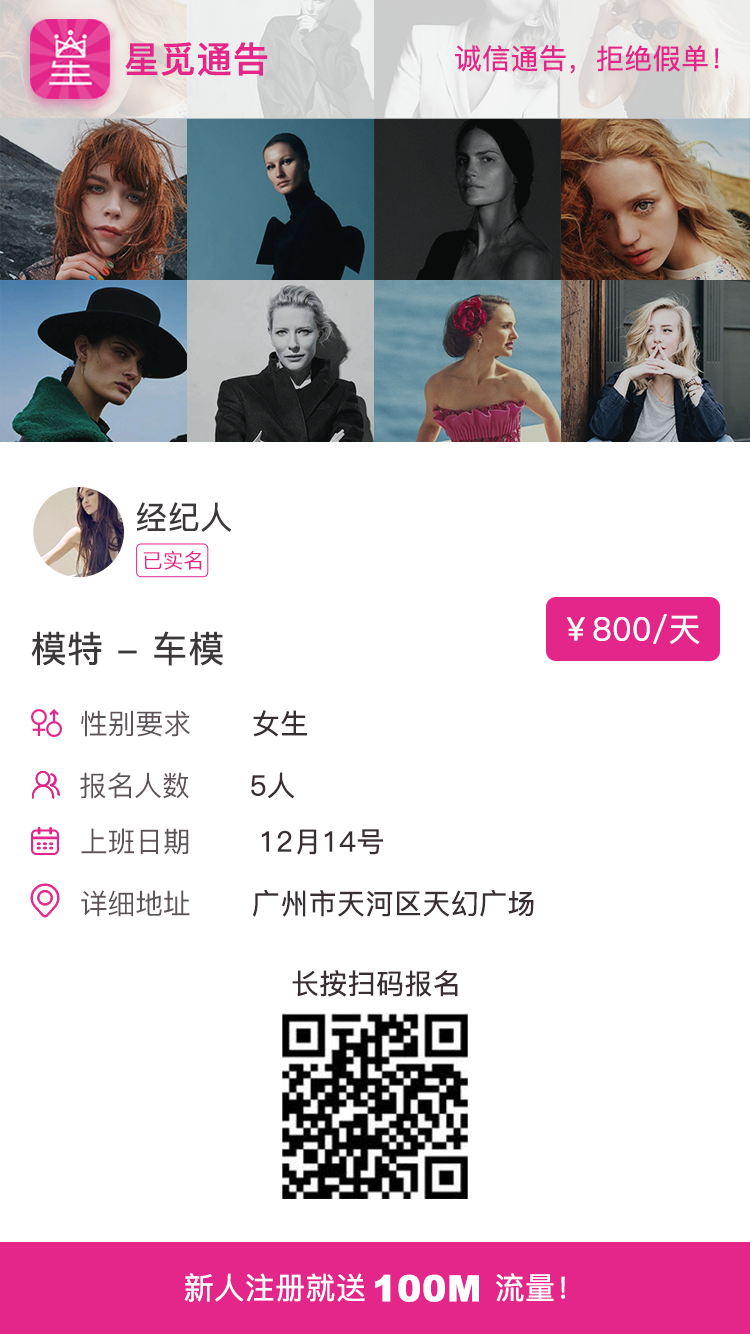 星觅通告
诚信通告，拒绝假单！
经纪人
已实名
¥800/天
模特 – 车模
性别要求 女生
报名人数 5人
上班日期 12月14号
详细地址 广州市天河区天幻广场
长按扫码报名
新人注册就送 100M 流量！